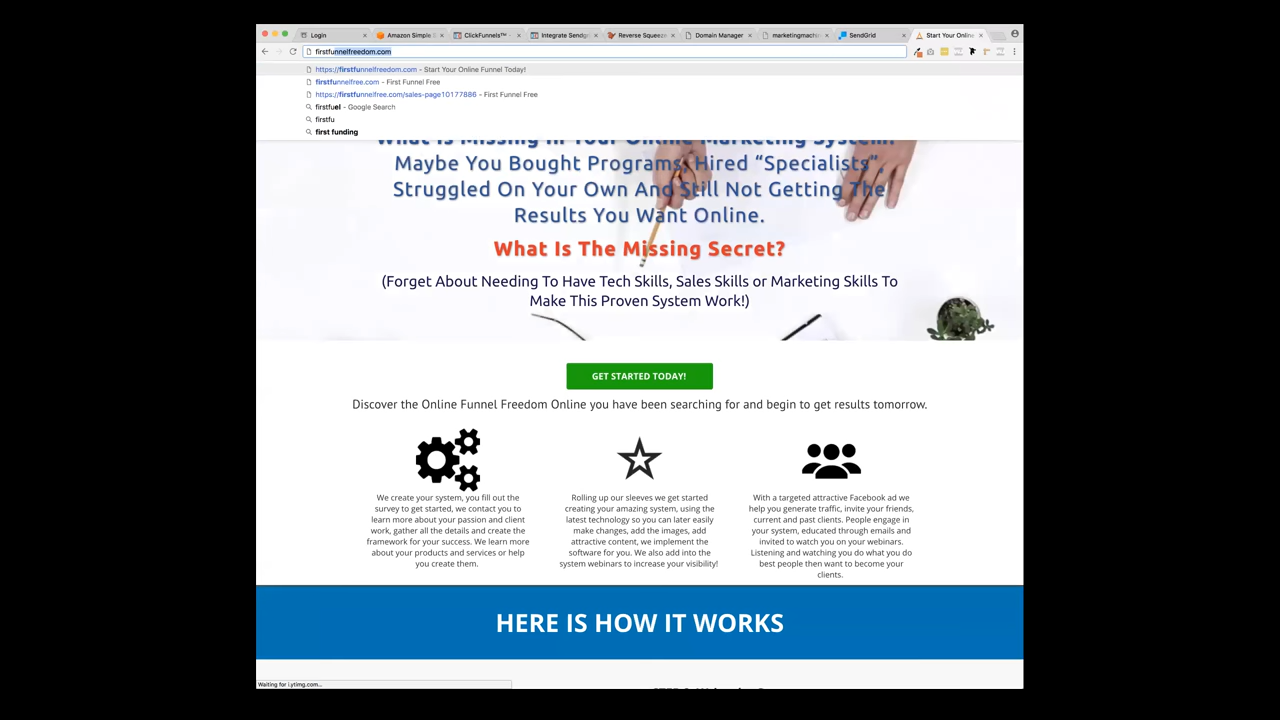 Login
Amazon Simple
ClickFunnels™ -
Integrate Sendgr
Reverse Squeeze
Domain Manager
marketingmachi
SendGrid
Start Your Online
firstfunnelfreedom.com
https://firstfunnelfreedom.com - Start Your Online Funnel Today!
firstfunnelfree.com - First Funnel Free
https://firstfunnelfree.com/sales-page10177886 - First Funnel Free
firstfuel - Google Search
firstfu
first funding
What Is Missing In Your Online Marketing System?
Maybe You Bought Programs, Hired “Specialists”,
Struggled On Your Own And Still Not Getting The
Results You Want Online.
What Is The Missing Secret?
(Forget About Needing To Have Tech Skills, Sales Skills or Marketing Skills To
Make This Proven System Work!)
GET STARTED TODAY!
Discover the Online Funnel Freedom Online you have been searching for and begin to get results tomorrow.
We create your system, you fill out the
survey to get started, we contact you to
learn more about your passion and client
work, gather all the details and create the
framework for your success. We learn more
about your products and services or help
you create them.
Rolling up our sleeves we get started
creating your amazing system, using the
latest technology so you can later easily
make changes, add the images, add
attractive content, we implement the
software for you. We also add into the
system webinars to increase your visibility!
With a targeted attractive Facebook ad we
help you generate traffic, invite your friends,
current and past clients. People engage in
your system, educated through emails and
invited to watch you on your webinars.
Listening and watching you do what you do
best people then want to become your
clients.
HERE IS HOW IT WORKS
Waiting for i.ytimg.com...